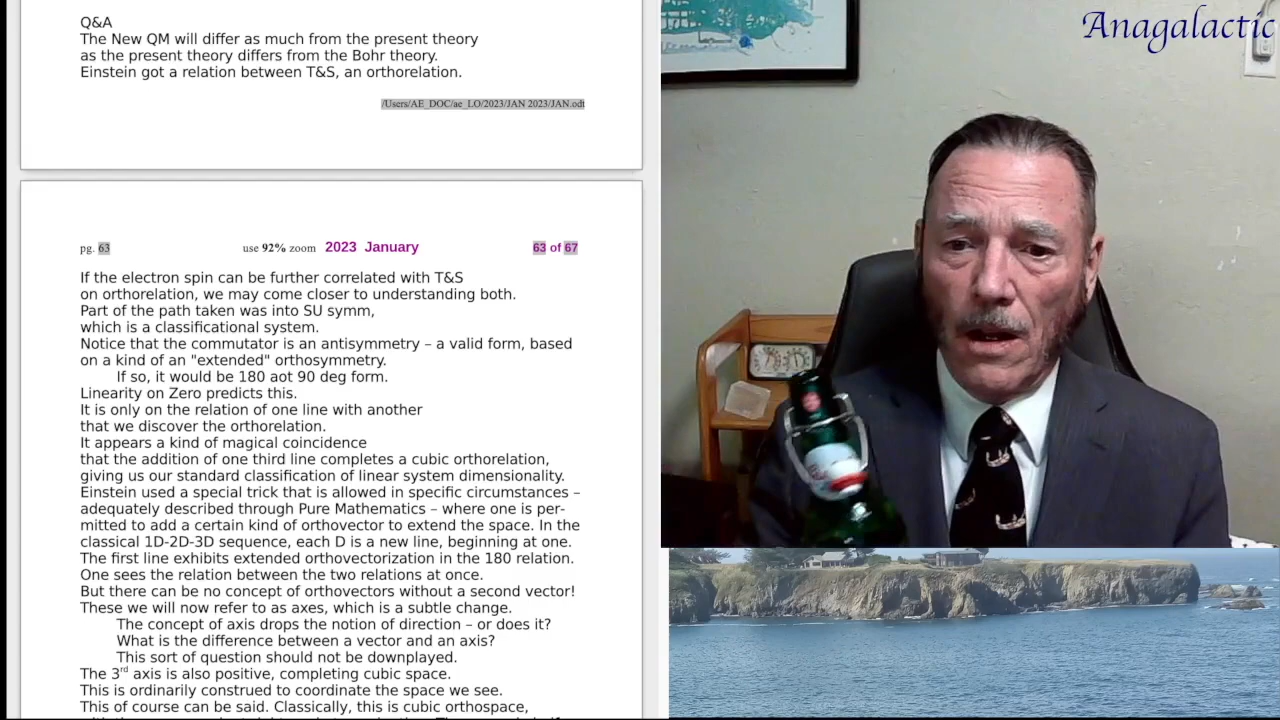 Q&A
The New QM will differ as much from the present theory
as the present theory differs from the Bohr theory.
Einstein got a relation between T&S, an orthorelation.
/Users/AE_DOC/ae_LO/2023/JAN 2023/JAN.odt
pg. 63 use 92% zoom 2023 January 63 of 67
If the electron spin can be further correlated with T&S
on orthorelation, we may come closer to understanding both.
Part of the path taken was into SU symm,
which is a classificational system.
Notice that the commutator is an antisymmetry – a valid form, based
on a kind of an "extended" orthosymmetry.
If so, it would be 180 aot 90 deg form.
Linearity on Zero predicts this.
It is only on the relation of one line with another
that we discover the orthorelation.
It appears a kind of magical coincidence
that the addition of one third line completes a cubic orthorelation,
giving us our standard classification of linear system dimensionality.
Einstein used a special trick that is allowed in specific circumstances –
adequately described through Pure Mathematics – where one is per-
mitted to add a certain kind of orthovector to extend the space. In the
classical 1D-2D-3D sequence, each D is a new line, beginning at one.
The first line exhibits extended orthovectorization in the 180 relation.
One sees the relation between the two relations at once.
But there can be no concept of orthovectors without a second vector!
These we will now refer to as axes, which is a subtle change.
The concept of axis drops the notion of direction – or does it?
What is the difference between a vector and an axis?
This sort of question should not be downplayed.
The 3rd axis is also positive, completing cubic space.
This is ordinarily construed to coordinate the space we see.
This of course can be said. Classically, this is cubic orthospace,
Anagalactic